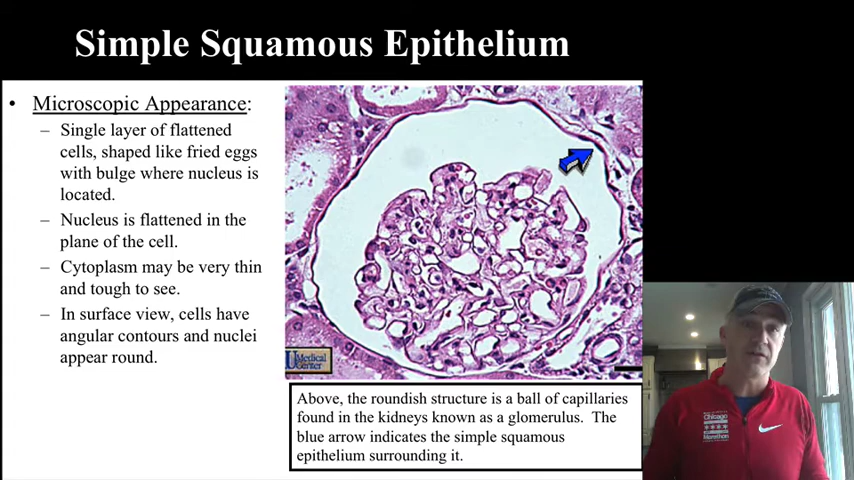 Simple Squamous Epithelium
• Microscopic Appearance:
– Single layer of flattened
cells, shaped like fried eggs
with bulge where nucleus is
located.
– Nucleus is flattened in the
plane of the cell.
– Cytoplasm may be very thin
and tough to see.
– In surface view, cells have
angular contours and nuclei
appear round.
U Medical
Center
Above, the roundish structure is a ball of capillaries
found in the kidneys known as a glomerulus. The
blue arrow indicates the simple squamous
epithelium surrounding it.
Chicago
Marathon